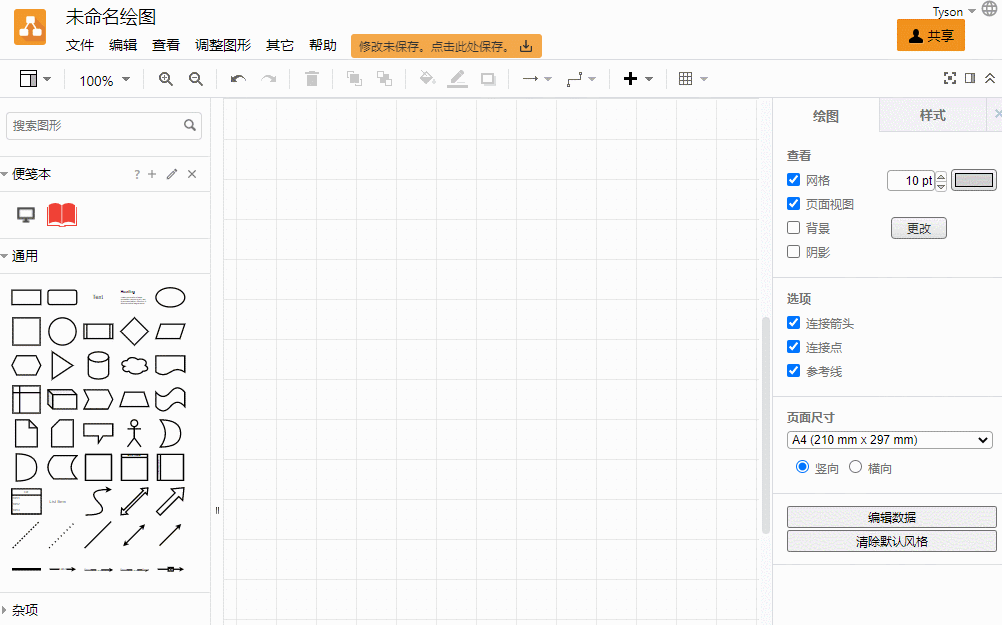 未命名绘图
Tyson
文件 编辑 查看 调整图形 其它 帮助
修改未保存。点击此处保存。
共享
100%
搜索图形
便笺本
?
通用
Text
Heading
List
List Item
杂项
绘图 样式
查看
网格 10 pt
页面视图
背景 更改
阴影
选项
连接箭头
连接点
参考线
页面尺寸
A4 (210 mm x 297 mm)
竖向 横向
编辑数据
清除默认风格